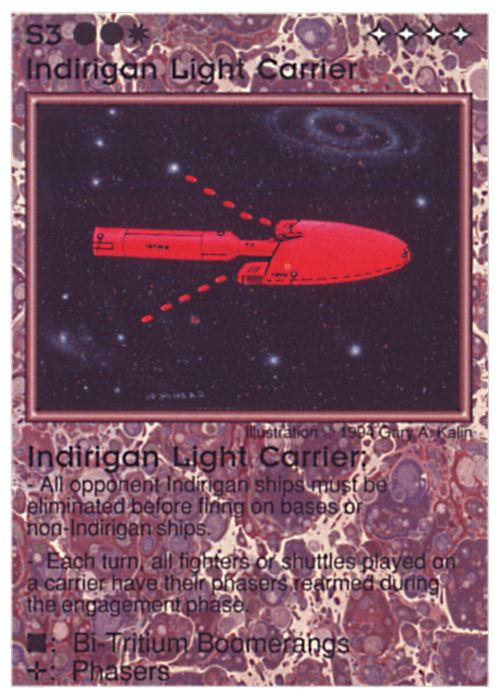 S3
Indirigan Light Carrier
Illustration © 1994 Gary A. Kalin
Indirigan Light Carrier:
- All opponent Indirigan ships must be
eliminated before firing on bases or
non-Indirigan ships.
- Each turn, all fighters or shuttles played on
a carrier have their phasers rearmed during
the engagement phase.
■: Bi-Tritium Boomerangs
✛: Phasers